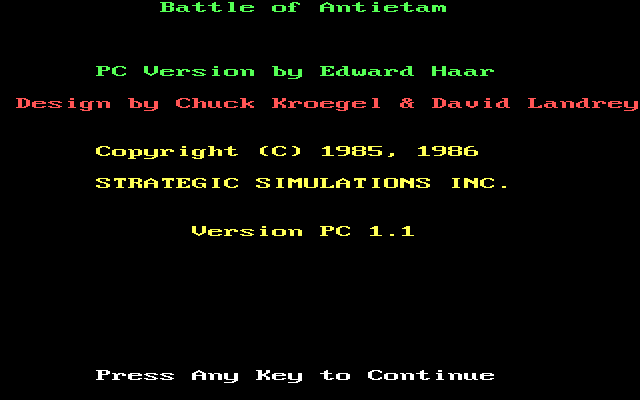 Battle of Antietam
PC Version by Edward Haar
Design by Chuck Kroegel & David Landrey
Copyright (C) 1985, 1986
STRATEGIC SIMULATIONS INC.
Version PC 1.1
Press Any Key to Continue